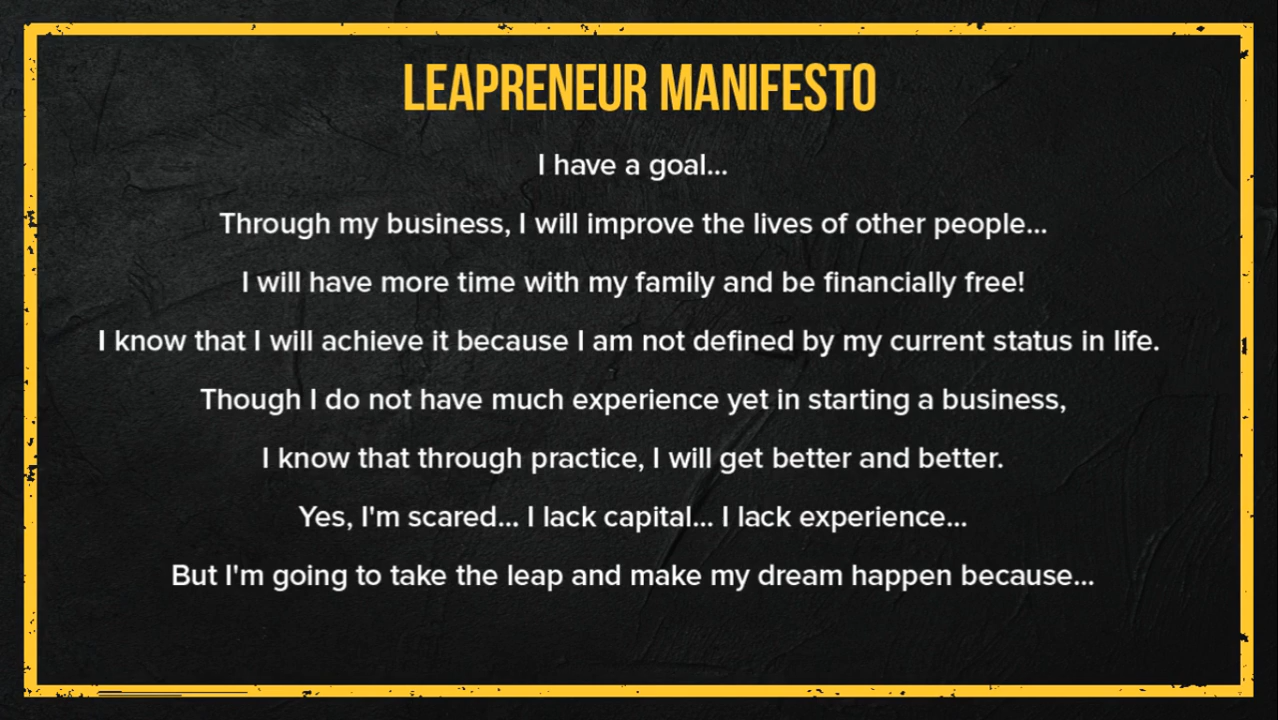 LEAPRENEUR MANIFESTO
I have a goal...
Through my business, I will improve the lives of other people...
I will have more time with my family and be financially free!
I know that I will achieve it because I am not defined by my current status in life.
Though I do not have much experience yet in starting a business,
I know that through practice, I will get better and better.
Yes, I'm scared... I lack capital... I lack experience...
But I'm going to take the leap and make my dream happen because...